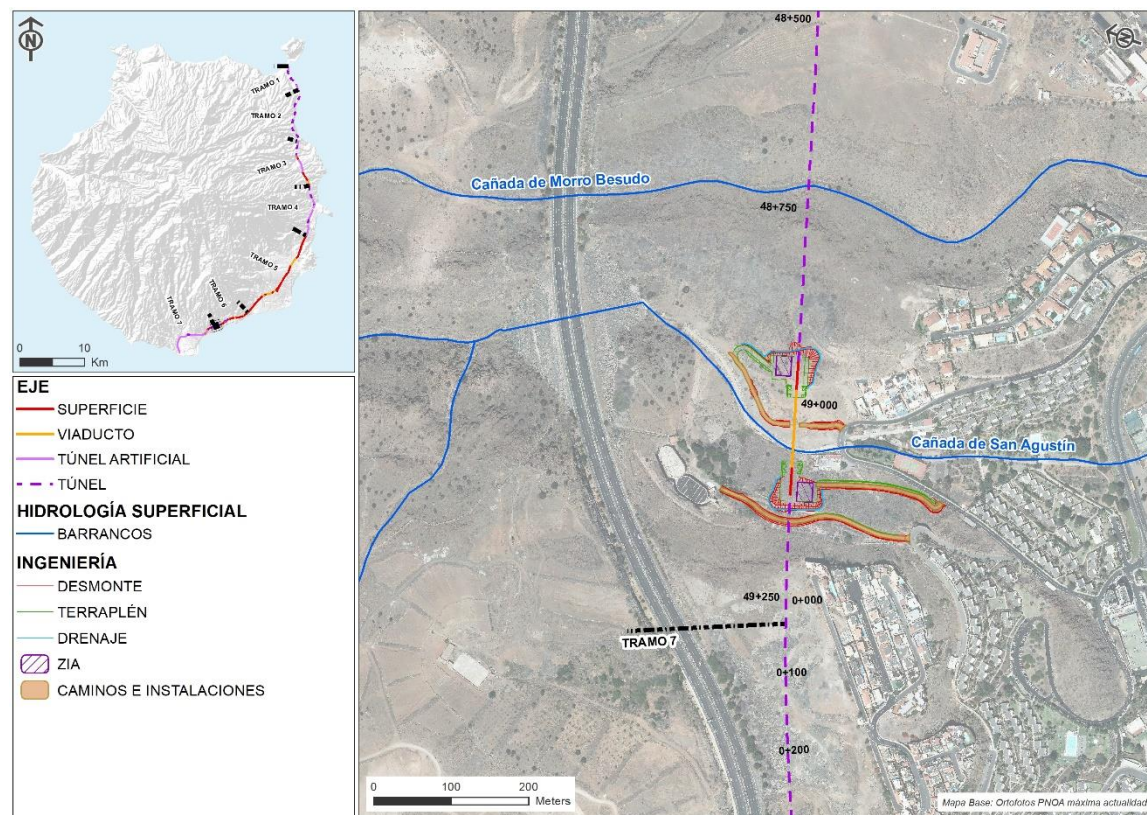 N
TRAMO 1
TRAMO 2
TRAMO 3
TRAMO 4
TRAMO 5
TRAMO 6
TRAMO 7
0 10
Km
EJE
SUPERFICIE
VIADUCTO
TÚNEL ARTIFICIAL
TÚNEL
HIDROLOGÍA SUPERFICIAL
BARRANCOS
INGENIERÍA
DESMONTE
TERRAPLÉN
DRENAJE
ZIA
CAMINOS E INSTALACIONES
48+500
N
Cañada de Morro Besudo
48+750
49+000
Cañada de San Agustín
49+250
0+000
TRAMO 7
0+100
0+200
0 100 200
Meters
Mapa Base: Ortofotos PNOA máxima actualidad